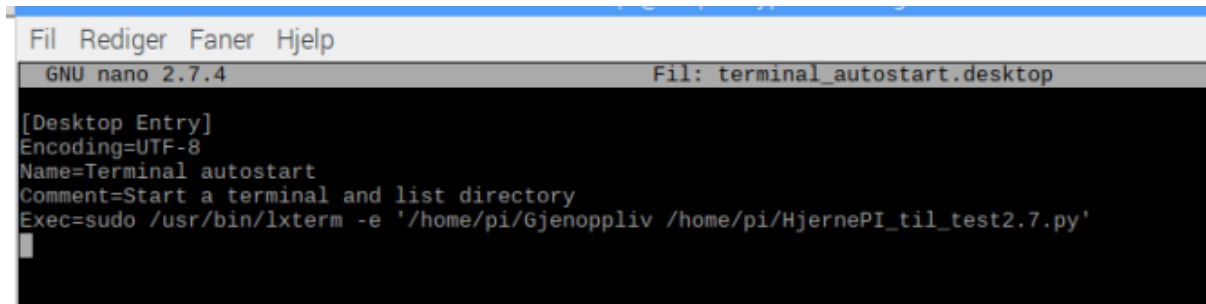 Fil Rediger Faner Hjelp
GNU nano 2.7.4 Fil: terminal_autostart.desktop
[Desktop Entry]
Encoding=UTF-8
Name=Terminal autostart
Comment=Start a terminal and list directory
Exec=sudo /usr/bin/lxterm -e '/home/pi/Gjenoppliv /home/pi/HjernePI_til_test2.7.py'